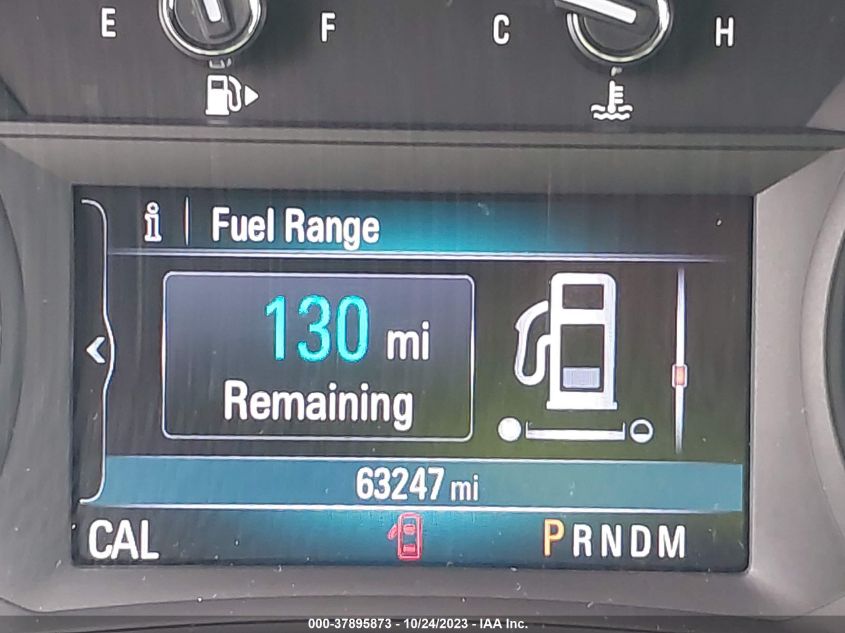 E F C H
i Fuel Range
130 mi
Remaining
63247 mi
CAL PRNDM
000-37895873 - 10/24/2023 - IAA Inc.